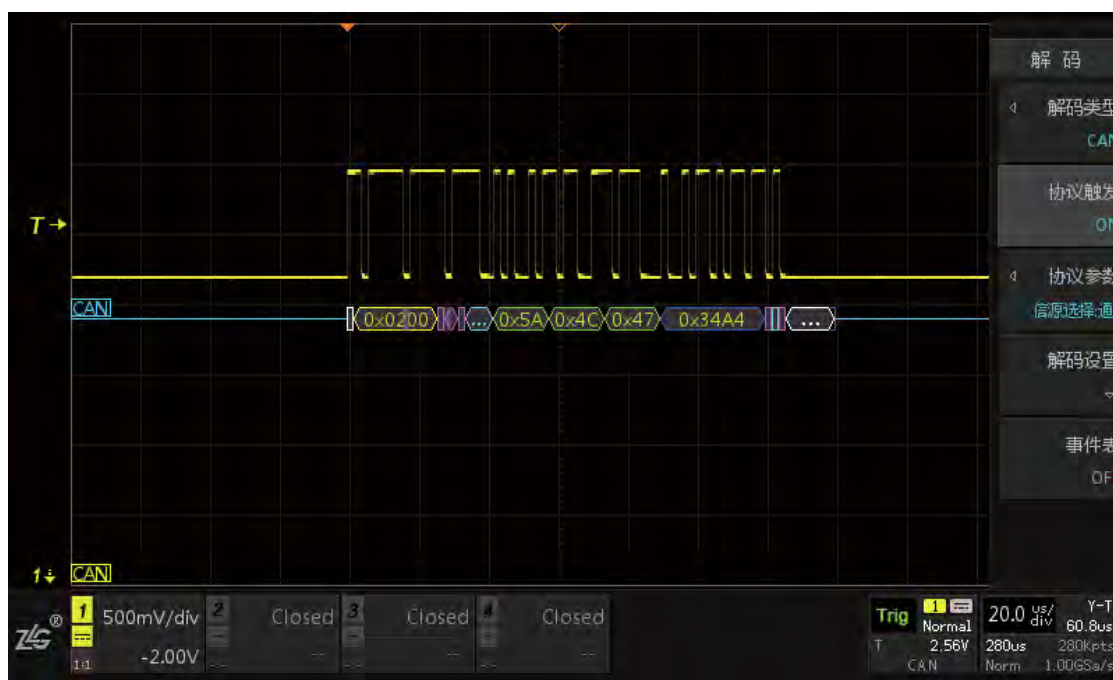 解 码
解码类型
CAN
协议触发
ON
协议参数
信源选择:通
解码设置
事件表
OF
T
CAN
0x0200
...
0x5A
0x4C
0x47
0x34A4
...
1
CAN
ZLG®
1
500mV/div
1:1
-2.00V
2
Closed
--
3
Closed
--
4
Closed
--
Trig
1
Normal
T
2.56V
CAN
20.0 us/div
Y-T
60.8us
280us
280Kpts
Norm
1.00GSa/s